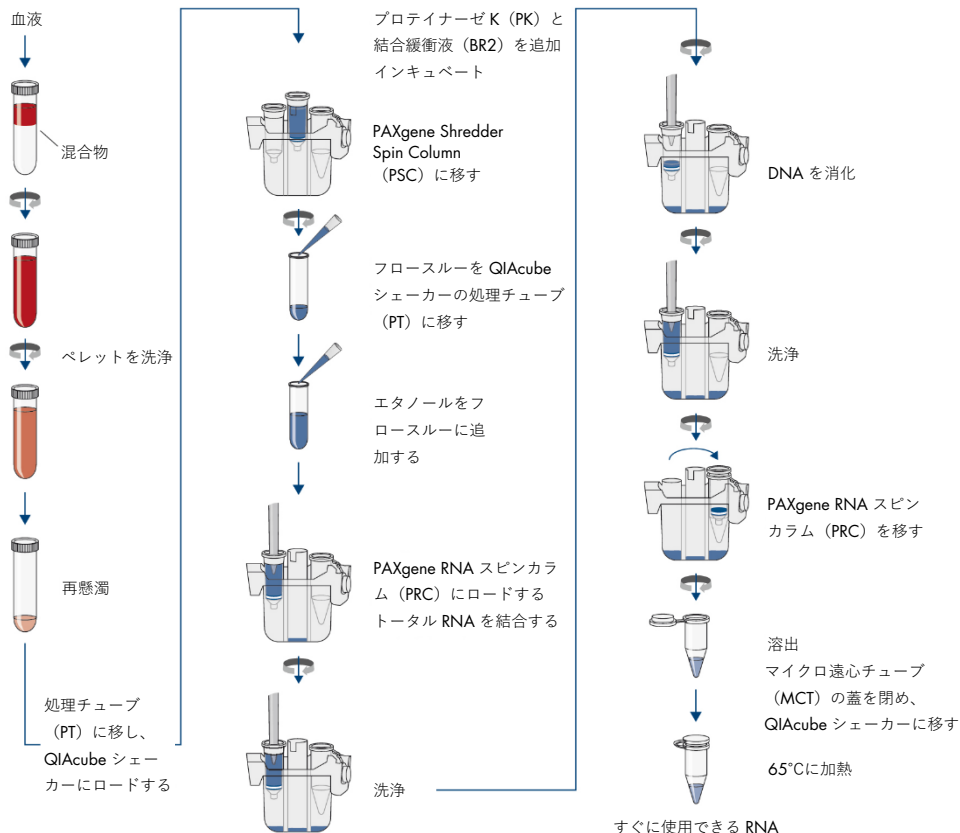 血液
混合物
ペレットを洗浄
再懸濁
処理チューブ
（PT）に移し、
QIAcube シェー
カーにロードする
プロテイナーゼ K（PK）と
結合緩衝液（BR2）を追加
インキュベート
PAXgene Shredder
Spin Column
（PSC）に移す
フロースルーを QIAcube
シェーカーの処理チューブ
（PT）に移す
エタノールをフ
ロースルーに追
加する
PAXgene RNA スピンカラ
ム（PRC）にロードする
トータル RNA を結合する
洗浄
DNA を消化
洗浄
PAXgene RNA スピン
カラム（PRC）を移す
溶出
マイクロ遠心チューブ
（MCT）の蓋を閉め、
QIAcube シェーカーに移す
65°Cに加熱
すぐに使用できる RNA